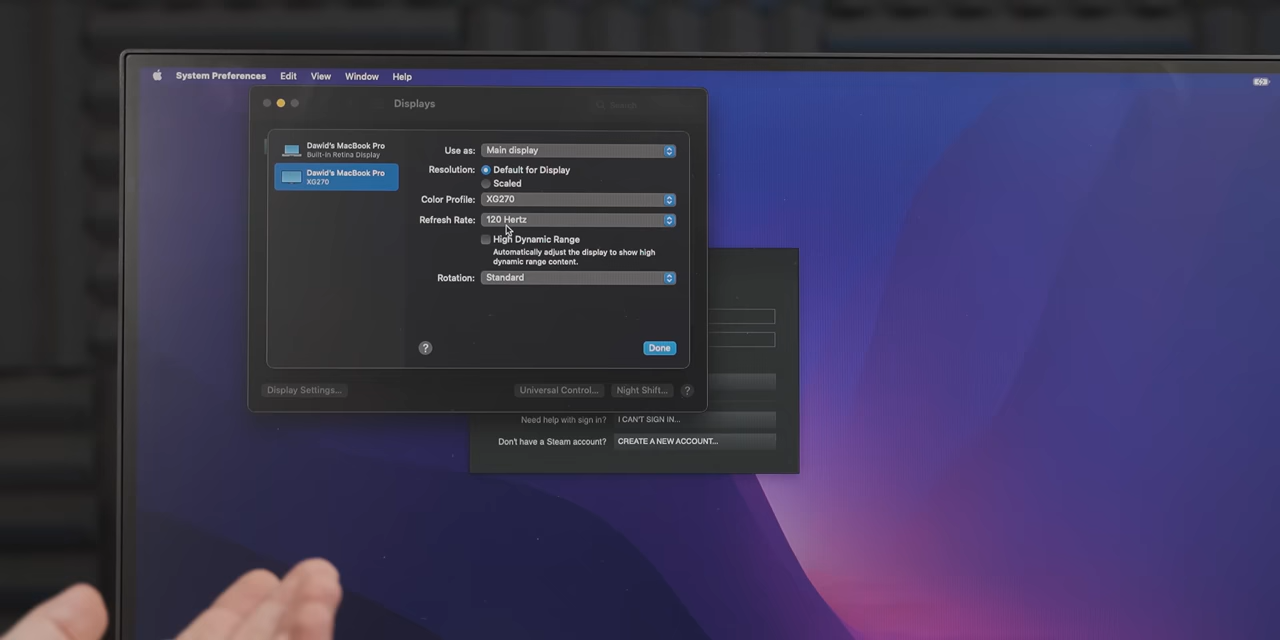 System Preferences Edit View Window Help
Displays
Search
Dawid's MacBook Pro
Built-in Retina Display
Dawid's MacBook Pro
XG270
Use as: Main display
Resolution: Default for Display
Scaled
Color Profile: XG270
Refresh Rate: 120 Hertz
High Dynamic Range
Automatically adjust the display to show high
dynamic range content.
Rotation: Standard
? Done
Display Settings... Universal Control... Night Shift... ?
Need help with sign in? I CAN'T SIGN IN...
Don't have a Steam account? CREATE A NEW ACCOUNT...